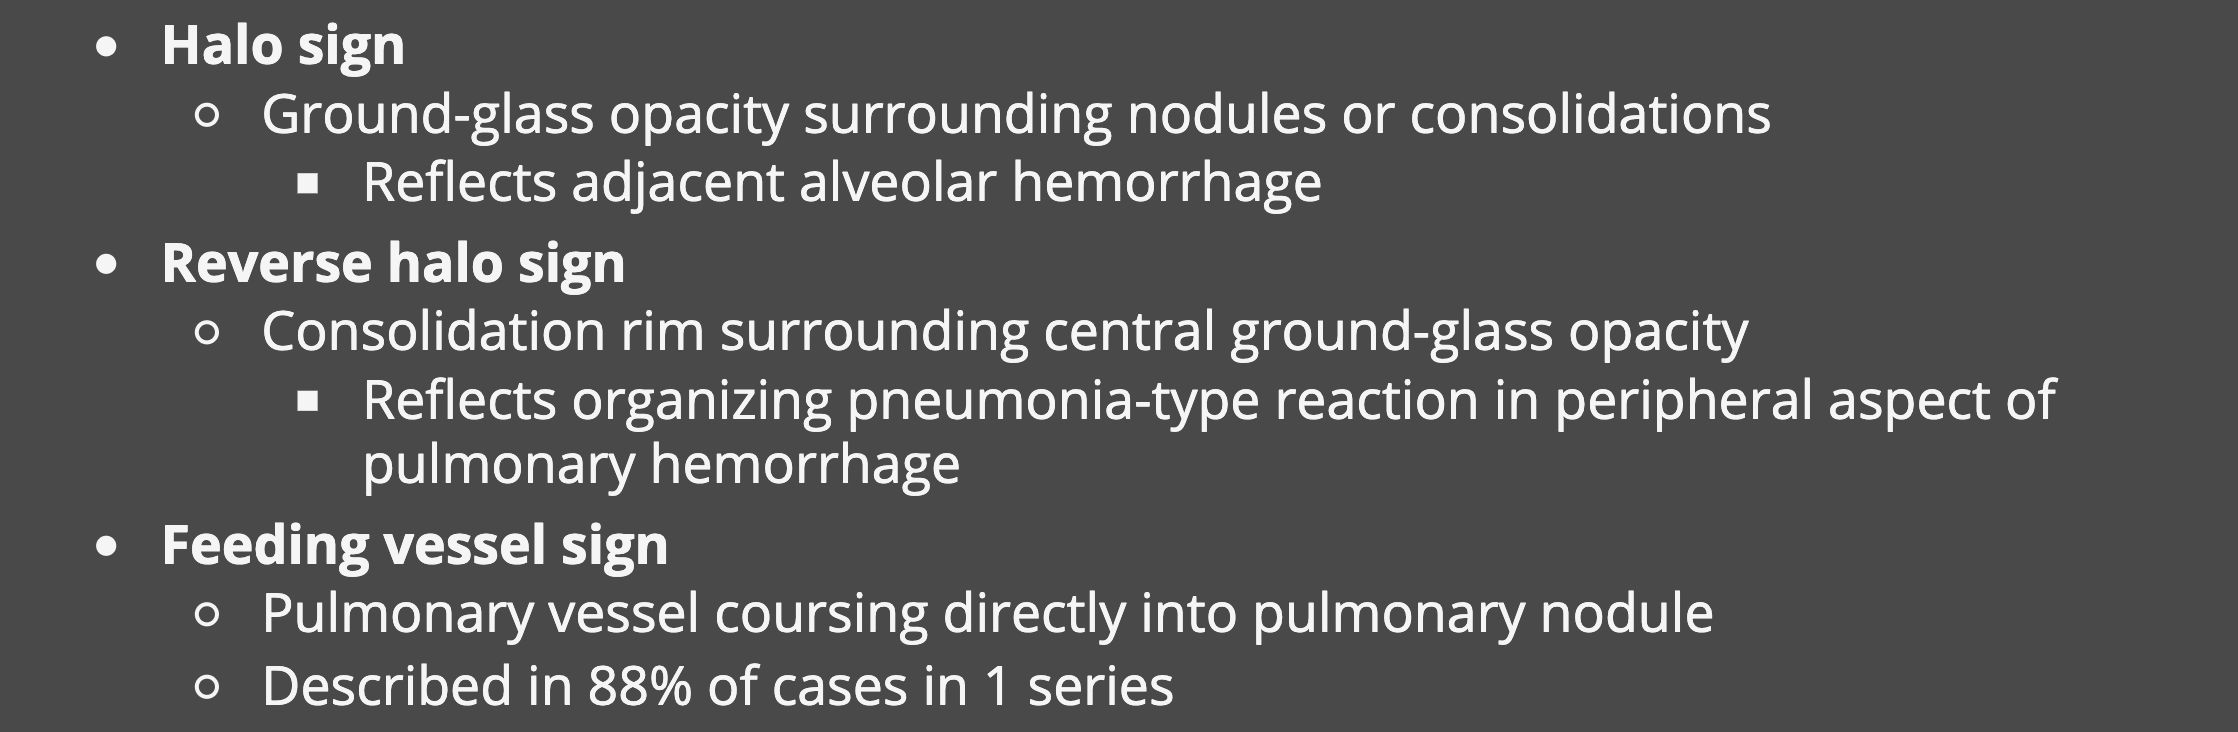 • Halo sign
○ Ground-glass opacity surrounding nodules or consolidations
▪ Reflects adjacent alveolar hemorrhage
• Reverse halo sign
○ Consolidation rim surrounding central ground-glass opacity
▪ Reflects organizing pneumonia-type reaction in peripheral aspect of
pulmonary hemorrhage
• Feeding vessel sign
○ Pulmonary vessel coursing directly into pulmonary nodule
○ Described in 88% of cases in 1 series